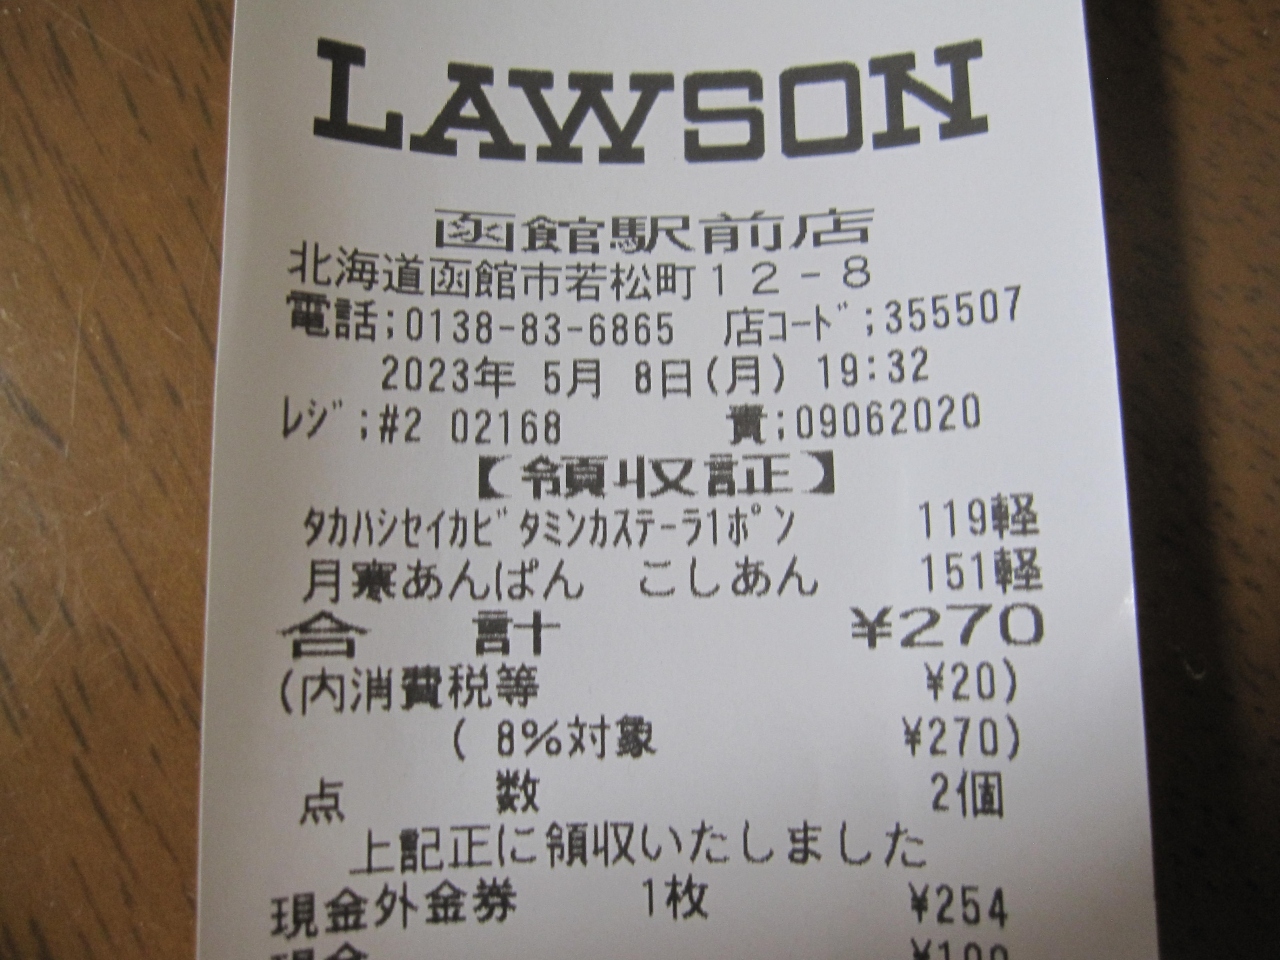 LAWSON
函館駅前店
北海道函館市若松町12-8
電話;0138-83-6865 店コード;355507
2023年 5月 8日(月) 19:32
レジ;#2 02168 責;09062020
【領収証】
タカハシセイカビタミンカステーラ1ポン 119軽
月寒あんぱん こしあん 151軽
合 計 ¥270
(内消費税等 ¥20)
( 8%対象 ¥270)
点 数 2個
上記正に領収いたしました
現金外金券 1枚 ¥254
現金 ¥100